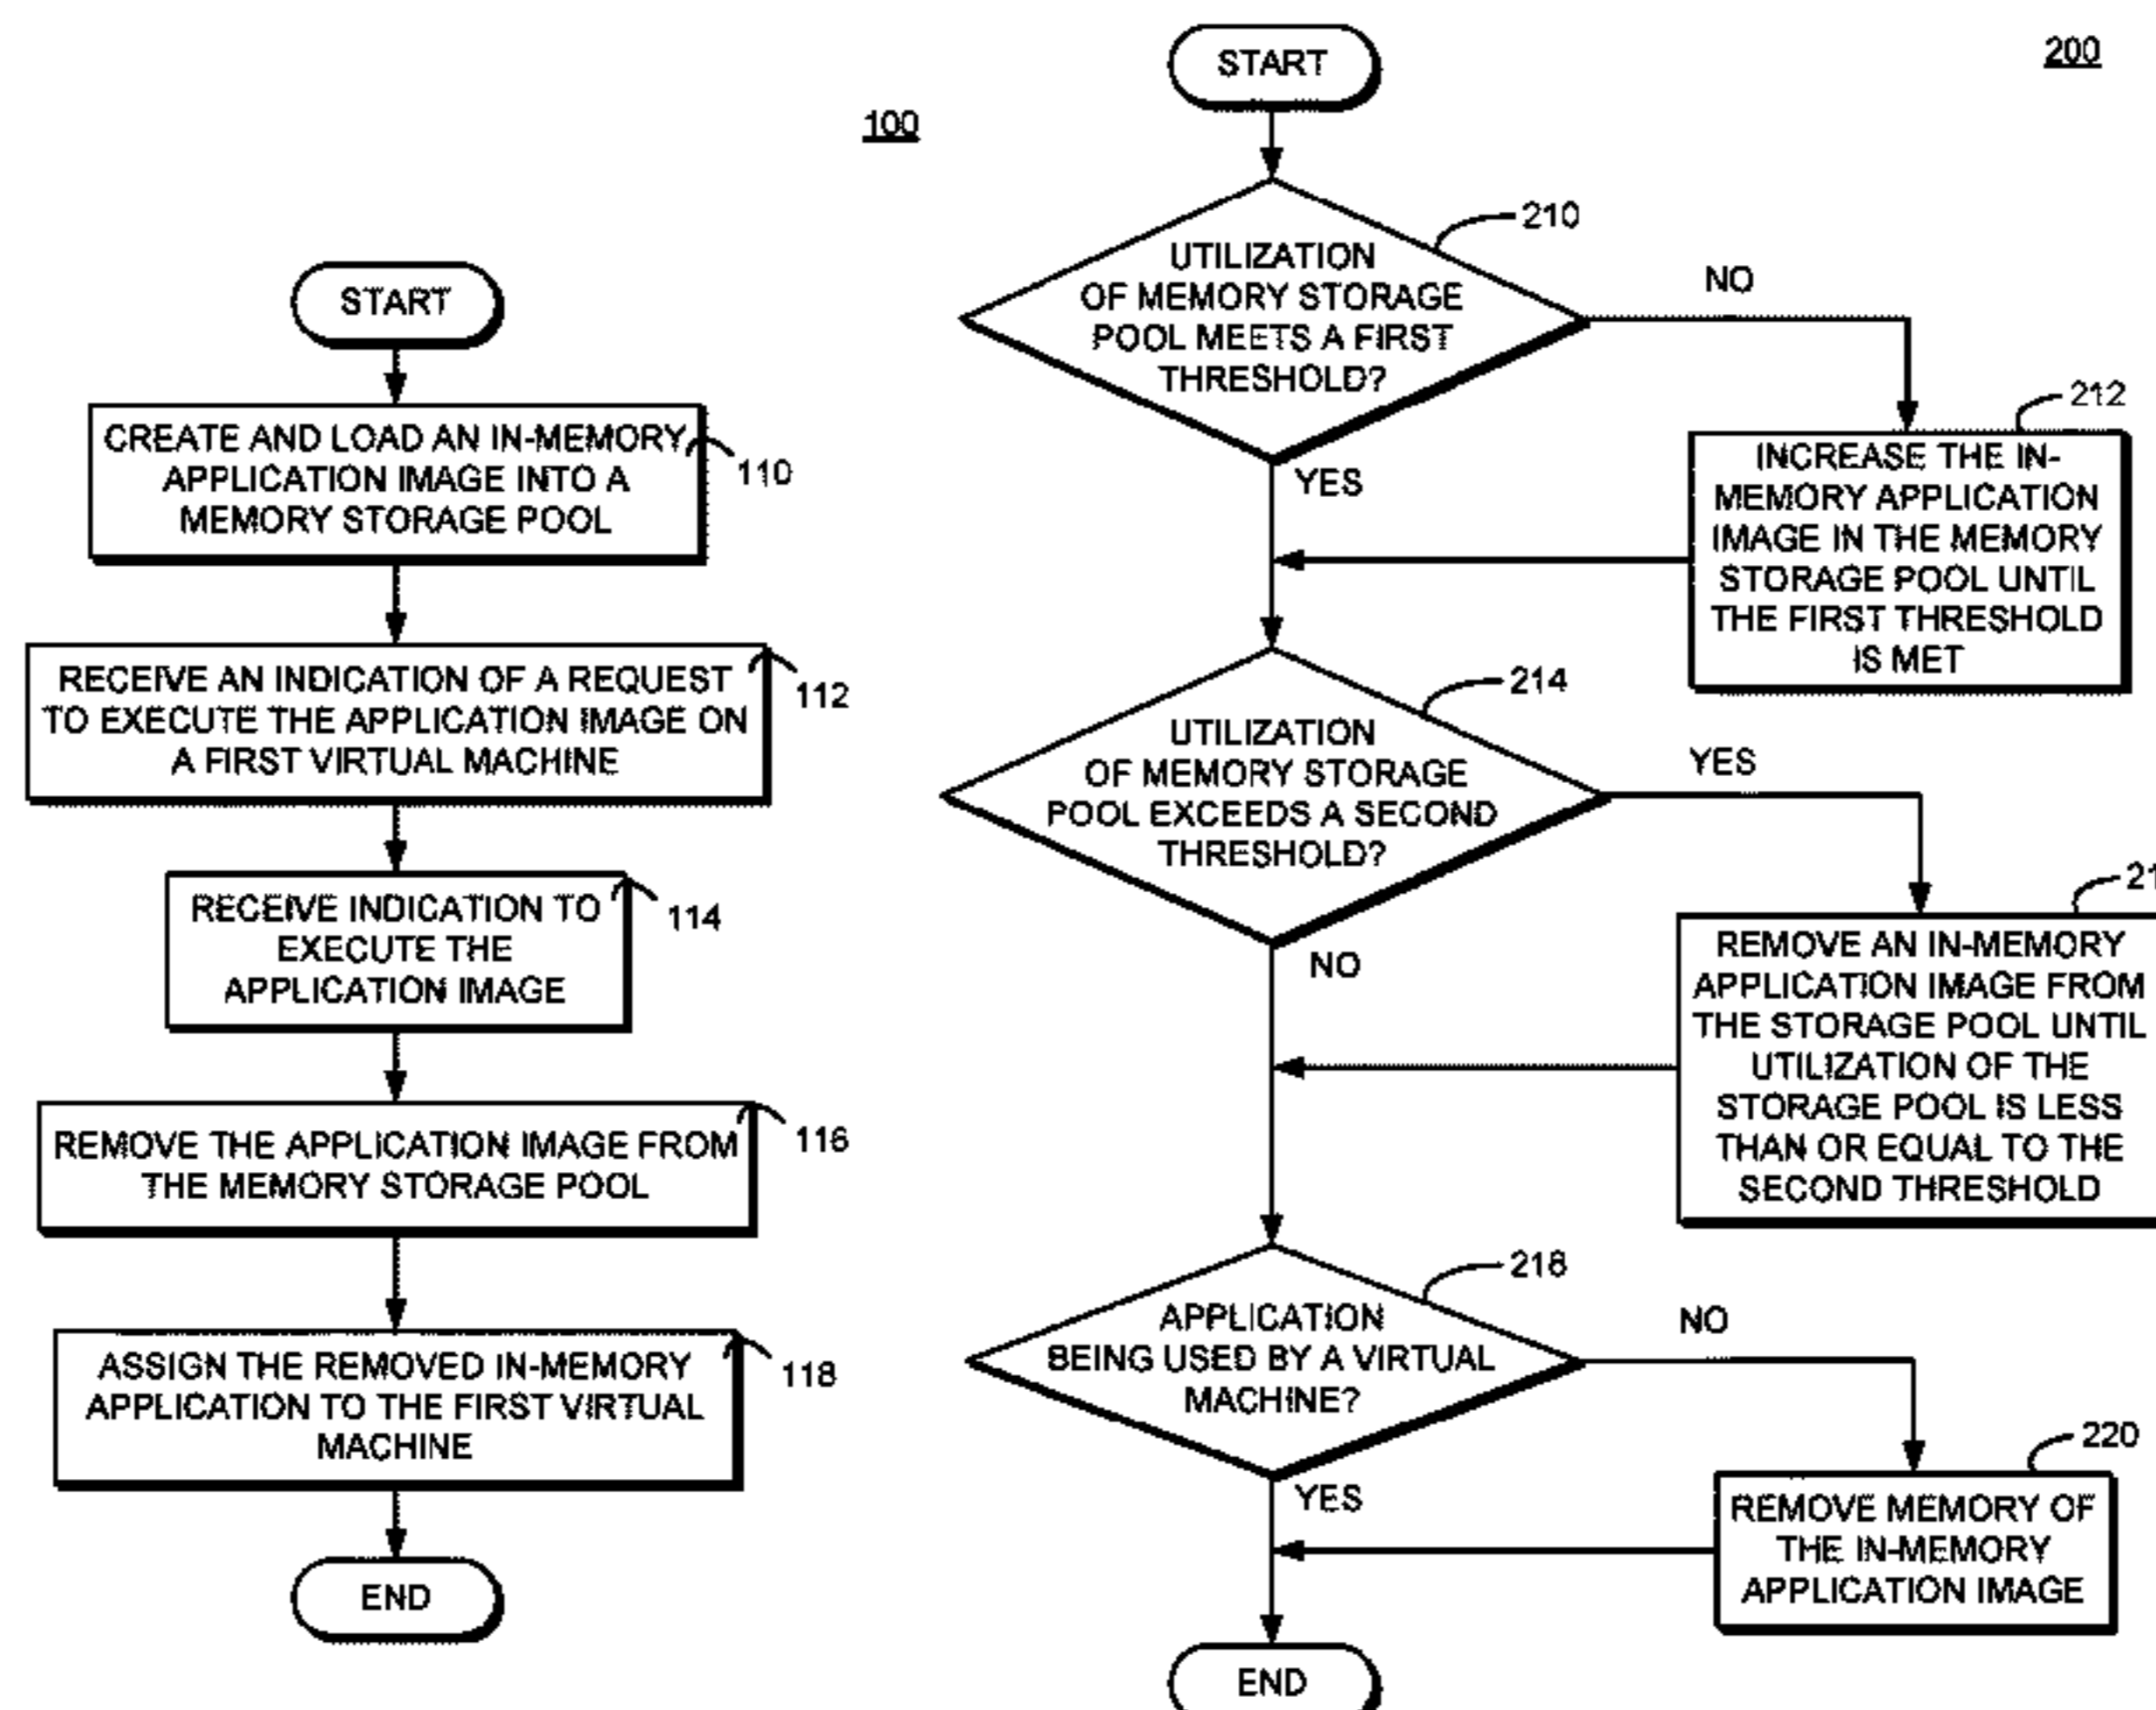 100
START
CREATE AND LOAD AN IN-MEMORY
APPLICATION IMAGE INTO A
MEMORY STORAGE POOL
110
RECEIVE AN INDICATION OF A REQUEST
TO EXECUTE THE APPLICATION IMAGE ON
A FIRST VIRTUAL MACHINE
112
RECEIVE INDICATION TO
EXECUTE THE
APPLICATION IMAGE
114
REMOVE THE APPLICATION IMAGE FROM
THE MEMORY STORAGE POOL
116
ASSIGN THE REMOVED IN-MEMORY
APPLICATION TO THE FIRST VIRTUAL
MACHINE
118
END
200
START
UTILIZATION
OF MEMORY STORAGE
POOL MEETS A FIRST
THRESHOLD?
210
NO
YES
212
INCREASE THE IN-
MEMORY APPLICATION
IMAGE IN THE MEMORY
STORAGE POOL UNTIL
THE FIRST THRESHOLD
IS MET
UTILIZATION
OF MEMORY STORAGE
POOL EXCEEDS A SECOND
THRESHOLD?
214
YES
NO
REMOVE AN IN-MEMORY
APPLICATION IMAGE FROM
THE STORAGE POOL UNTIL
UTILIZATION OF THE
STORAGE POOL IS LESS
THAN OR EQUAL TO THE
SECOND THRESHOLD
APPLICATION
BEING USED BY A VIRTUAL
MACHINE?
218
NO
YES
220
REMOVE MEMORY OF
THE IN-MEMORY
APPLICATION IMAGE
END